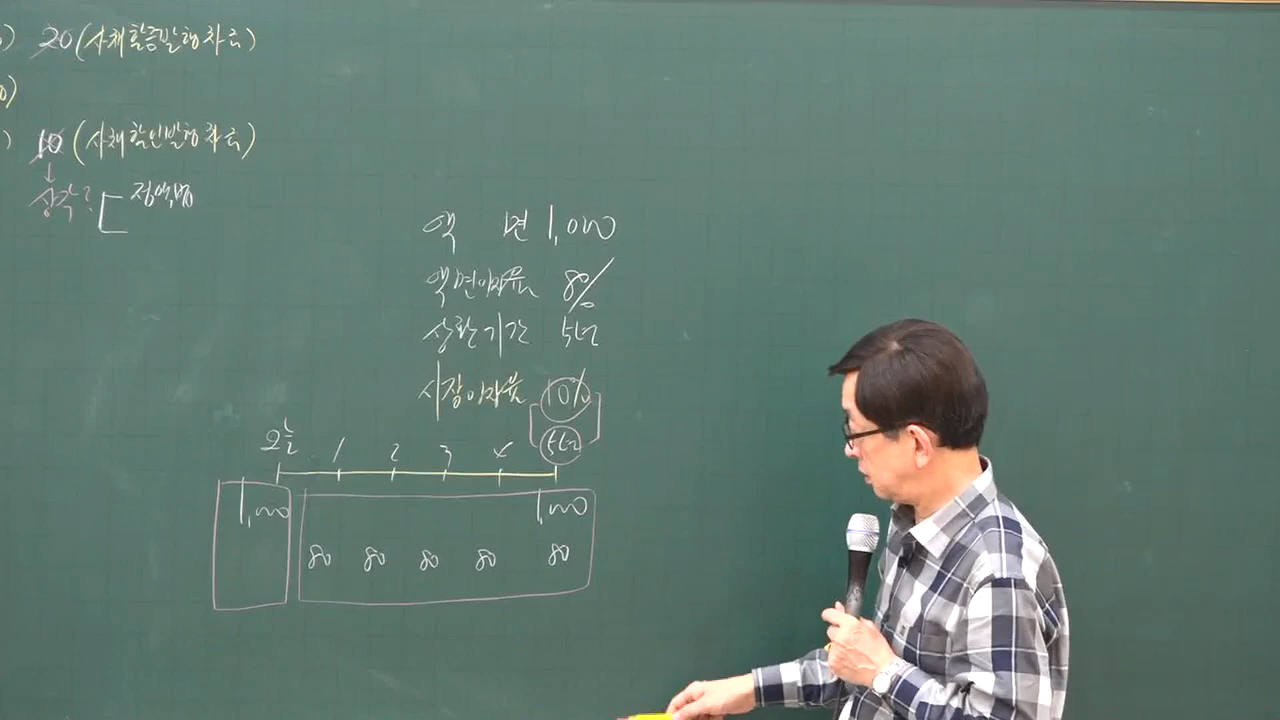 ) 20 (사채할증발행차금)
0)
) 10 (사채할인발행차금)
↓
상각? [ 정액법
액 면 1,000
액면이자율 8%
상환기간 5년
시장이자율 10%
1 2 3 4 5년
1,000 1,000
80 80 80 80 80